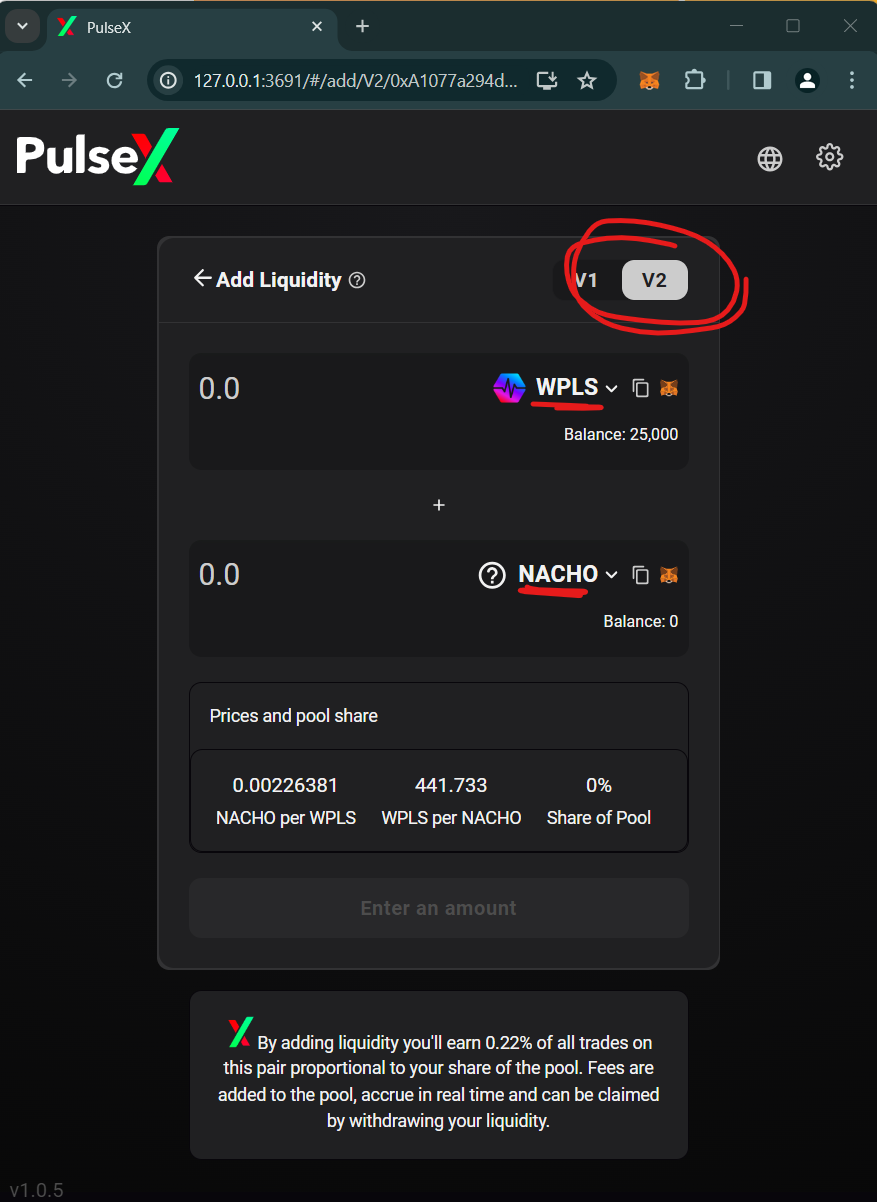 PulseX
127.0.0.1:3691/#/add/V2/0xA1077a294d...
PulseX
Add Liquidity
V1
V2
0.0
WPLS
Balance: 25,000
+
0.0
NACHO
Balance: 0
Prices and pool share
0.00226381
441.733
0%
NACHO per WPLS
WPLS per NACHO
Share of Pool
Enter an amount
By adding liquidity you'll earn 0.22% of all trades on
this pair proportional to your share of the pool. Fees are
added to the pool, accrue in real time and can be claimed
by withdrawing your liquidity.
v1.0.5